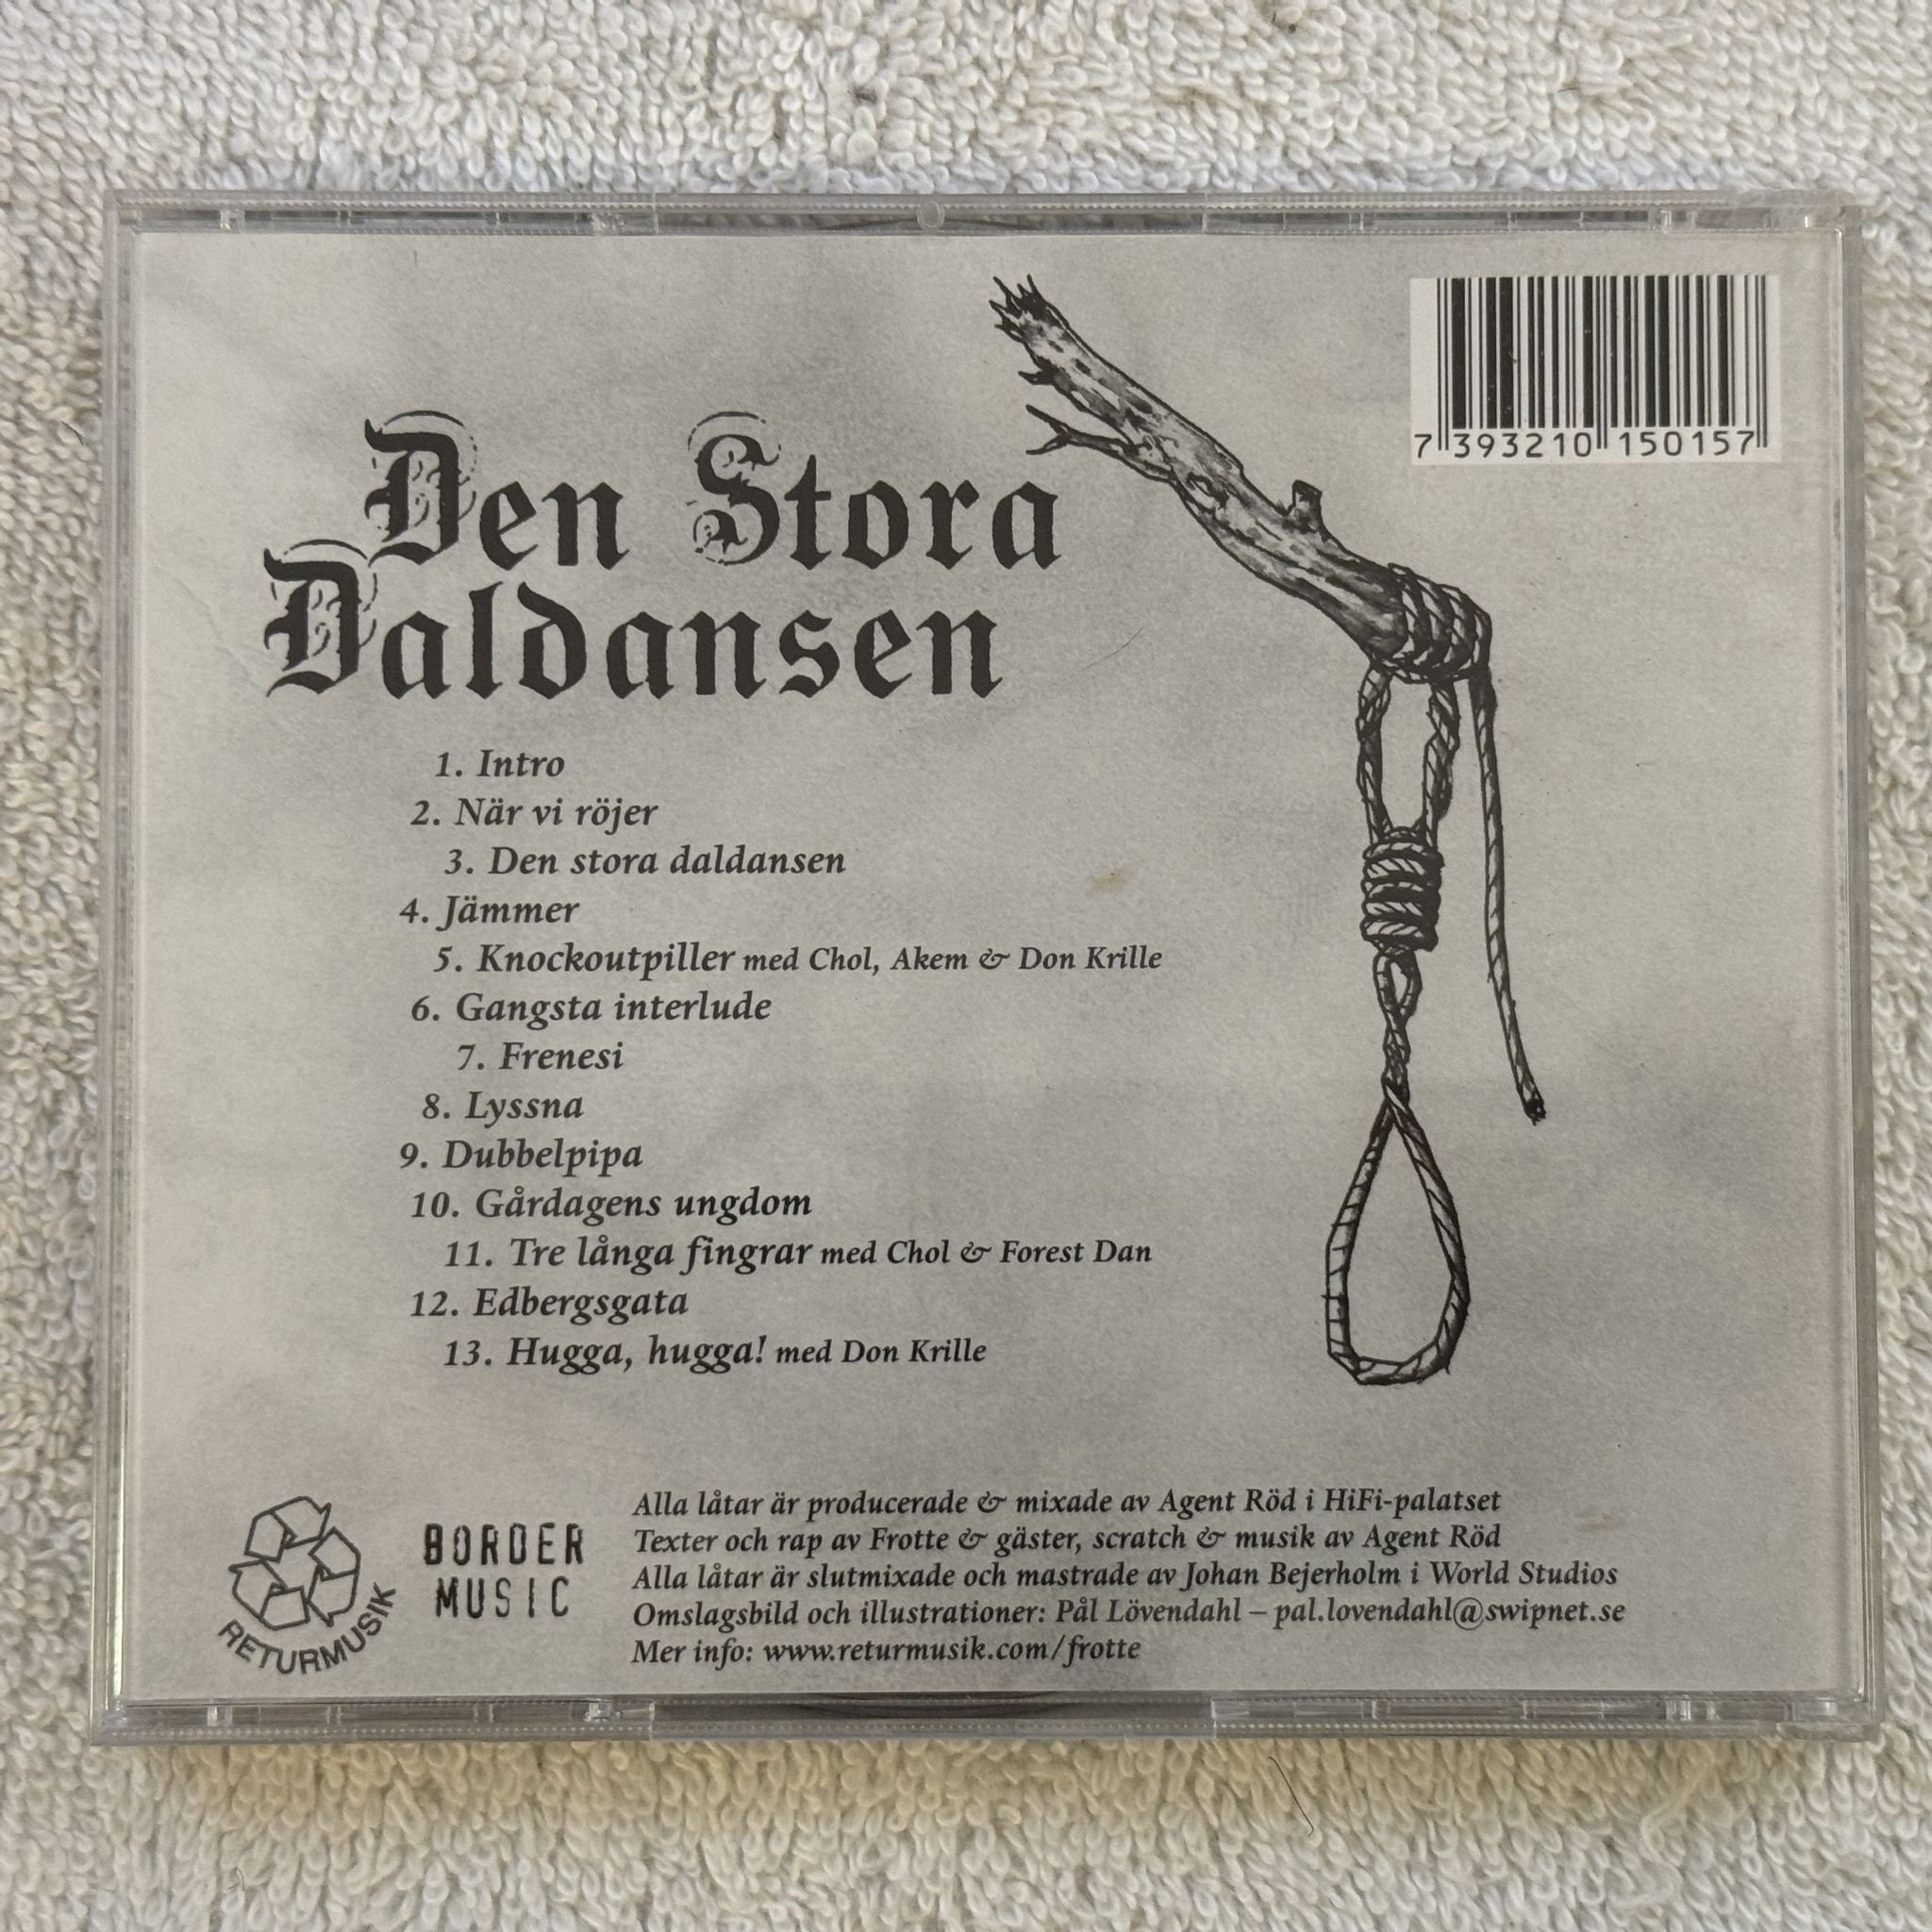 7 393210 150157
Den Stora
Daldansen
1. Intro
2. När vi röjer
3. Den stora daldansen
4. Jämmer
5. Knockoutpiller med Chol, Akem & Don Krille
6. Gangsta interlude
7. Frenesi
8. Lyssna
9. Dubbelpipa
10. Gårdagens ungdom
11. Tre långa fingrar med Chol & Forest Dan
12. Edbergsgata
13. Hugga, hugga! med Don Krille
RETURMUSIK
BORDER
MUSIC
Alla låtar är producerade & mixade av Agent Röd i HiFi-palatset
Texter och rap av Frotte & gäster, scratch & musik av Agent Röd
Alla låtar är slutmixade och mastrade av Johan Bejerholm i World Studios
Omslagsbild och illustrationer: Pål Lövendahl – pal.lovendahl@swipnet.se
Mer info: www.returmusik.com/frotte